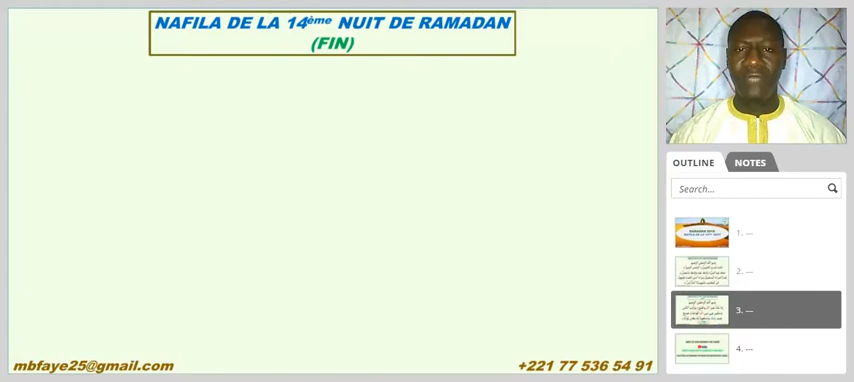 NAFILA DE LA 14ème NUIT DE RAMADAN
(FIN)
mbfaye25@gmail.com
+221 77 536 54 91
OUTLINE
NOTES
Search...
1. ---
2. ---
3. ---
4. ---